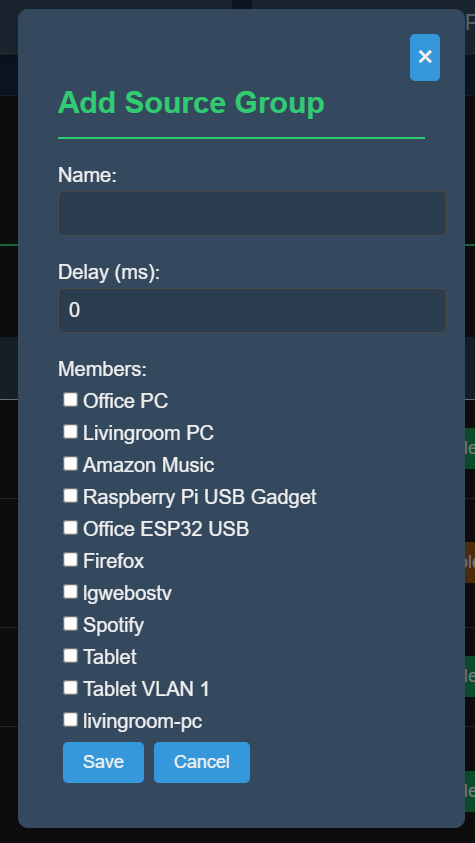 ×
Add Source Group
Name:
Delay (ms):
0
Members:
Office PC
Livingroom PC
Amazon Music
Raspberry Pi USB Gadget
Office ESP32 USB
Firefox
lgwebostv
Spotify
Tablet
Tablet VLAN 1
livingroom-pc
Save Cancel